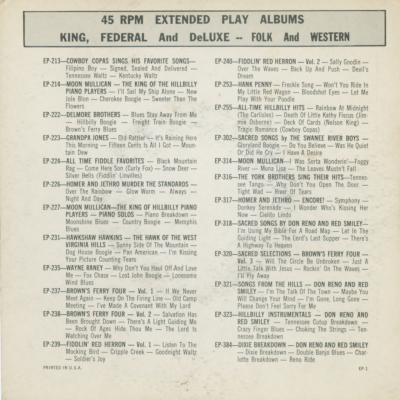 45 RPM EXTENDED PLAY ALBUMS
KING, FEDERAL And DeLUXE -- FOLK And WESTERN
EP-213—COWBOY COPAS SINGS HIS FAVORITE SONGS—
Filipino Boy — Signed, Sealed and Delivered —
Tennessee Waltz — Kentucky Waltz
EP-214—MOON MULLICAN — THE KING OF THE HILLBILLY
PIANO PLAYERS — I'll Sail My Ship Alone — New
Jole Blon — Cherokee Boogie — Sweeter Than The
Flowers
EP-222—DELMORE BROTHERS — Blues Stay Away From Me
— Hillbilly Boogie — Freight Train Boogie —
Brown's Ferry Blues
EP-223—GRANDPA JONES — Old Rattler — It's Raining Here
This Morning — Fifteen Cents Is All I Got — Moun-
tain Dew
EP-224—ALL TIME FIDDLE FAVORITES — Black Mountain
Rag — Come Here Son (Curly Fox) — Snow Deer —
Silver Bells (Fiddlin' Linvilles)
EP-226—HOMER AND JETHRO MURDER THE STANDARDS —
Over The Rainbow — Glow Worm — Always —
Night And Day
EP-227—MOON MULLICAN—THE KING OF HILLBILLY PIANO
PLAYERS — PIANO SOLOS — Piano Breakdown —
Moonshine Blues — Country Boogie — Memphis
Blues
EP-231—HAWKSHAW HAWKINS — THE HAWK OF THE WEST
VIRGINIA HILLS — Sunny Side Of The Mountain —
Dog House Boogie — Pan American — I'm Kissing
Your Picture Counting Tears
EP-235—WAYNE RANEY — Why Don't You Haul Off And Love
Me — Fox Chase — Lost John Boogie — Lonesome
Wind Blues
EP-237—BROWN'S FERRY FOUR — Vol. 1 — If We Never
Meet Again — Keep On The Firing Line — Old Camp
Meeting — I've Made A Covenant With My Lord
EP-238—BROWN'S FERRY FOUR — Vol. 2 — Salvation Has
Been Brought Down — There's A Light Guiding Me
— Rock Of Ages Hide Thou Me — The Lord Is
Watching Over Me
EP-239—FIDDLIN' RED HERRON — Vol. 1 — Listen To The
Mocking Bird — Cripple Creek — Goodnight Waltz
— Soldier's Joy
EP-240—FIDDLIN' RED HERRON — Vol. 2 — Sally Goodin —
Over The Waves — Back Up And Push — Devil's
Dream
EP-253—HANK PENNY — Freckle Song — Won't You Ride In
My Little Red Wagon — Bloodshot Eyes — Let Me
Play With Your Poodle
EP-255—ALL-TIME HILLBILLY HITS — Rainbow At Midnight
(Carlisles) — Death Of Little Kathy Fiscus (Jim-
mie Osborne) — Deck Of Cards (Nelson King) —
Tragic Romance (Cowboy Copas)
EP-302—SACRED SONGS by THE SWANEE RIVER BOYS —
Gloryland Boogie — Do You Believe — Was He Quiet
Or Did He Cry — I Have A Desire
EP-314—MOON MULLICAN — I Was Sorta Wonderin'—Foggy
River — Mona Lisa — The Leaves Mustn't Fall
EP-316—THE YORK BROTHERS SING THEIR HITS— Tennes-
see Tango — Why Don't You Open The Door —
Tight Wad — River Of Tears
EP-317—HOMER AND JETHRO — ENCORE! — Symphony —
Donkey Serenade — I Wonder Who's Kissing Her
Now — Cielito Lindo
EP-318—SACRED SONGS BY DON RENO AND RED SMILEY —
I'm Using My Bible For A Road Map — Let In The
Guiding Light — The Lord's Last Supper — There's
A Highway To Heaven
EP-320—SACRED SELECTIONS — BROWN'S FERRY FOUR —
Vol. 3 — Will The Circle Be Unbroken — Just A
Little Talk With Jesus — Rockin' On The Waves —
I'll Fly Away
EP-321—SONGS FROM THE HILLS — DON RENO AND RED
SMILEY — I'm The Talk Of The Town — Maybe You
Will Change Your Mind — I'm Gone, Long Gone —
Please Don't Feel Sorry For Me
EP-323—HILLBILLY INSTRUMENTALS — DON RENO AND
RED SMILEY — Tennessee Cutup Breakdown —
Crazy Finger Blues — Choking The Strings — Ten-
nessee Breakdown
EP-384—DIXIE BREAKDOWN — DON RENO AND RED SMILEY
— Dixie Breakdown — Double Banjo Blues — Char-
lotte Breakdown — Reno Ride
PRINTED IN U.S.A.
EP-1